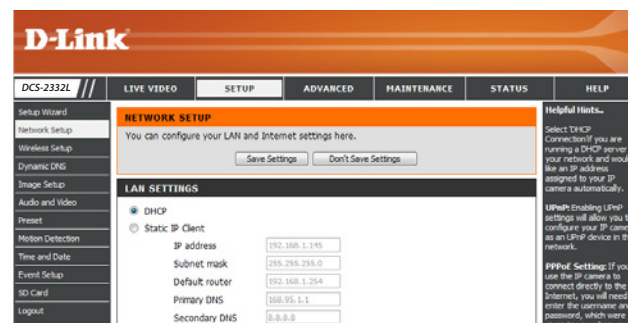 D-Link
DCS-2332L
LIVE VIDEO SETUP ADVANCED MAINTENANCE STATUS HELP
Setup Wizard
Network Setup
Wireless Setup
Dynamic DNS
Image Setup
Audio and Video
Preset
Motion Detection
Time and Date
Event Setup
SD Card
Logout
NETWORK SETUP
You can configure your LAN and Internet settings here.
Save Settings Don't Save Settings
LAN SETTINGS
DHCP
Static IP Client
IP address 192.168.1.145
Subnet mask 255.255.255.0
Default router 192.168.1.254
Primary DNS 168.95.1.1
Secondary DNS 8.8.8.8
Helpful Hints..
Select 'DHCP
Connection' if you are
running a DHCP server
your network and would
like an IP address
assigned to your IP
camera automatically.
UPnP: Enabling UPnP
settings will allow you t
configure your IP came
as an UPnP device in th
network.
PPPoE Setting: If you
use the IP camera to
connect directly to the
Internet, you will need
enter the username an
password, which were